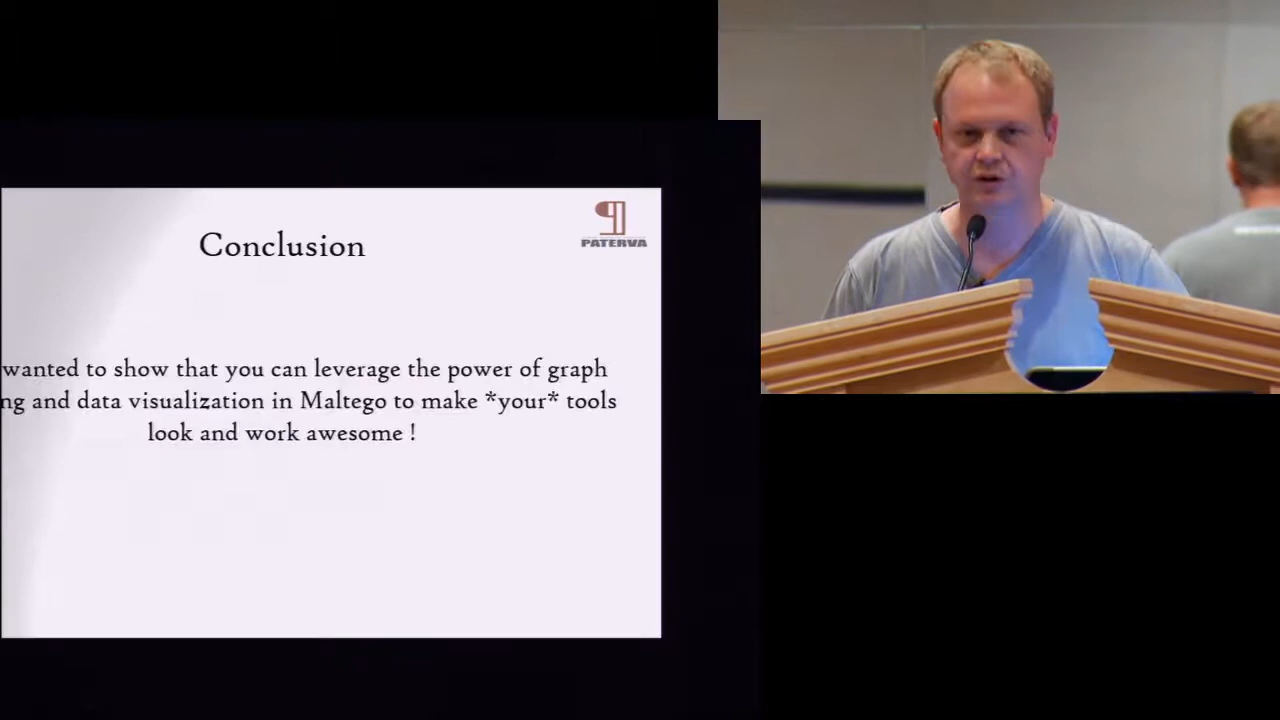 PATERVA
Conclusion
wanted to show that you can leverage the power of graph
ng and data visualization in Maltego to make *your* tools
look and work awesome !